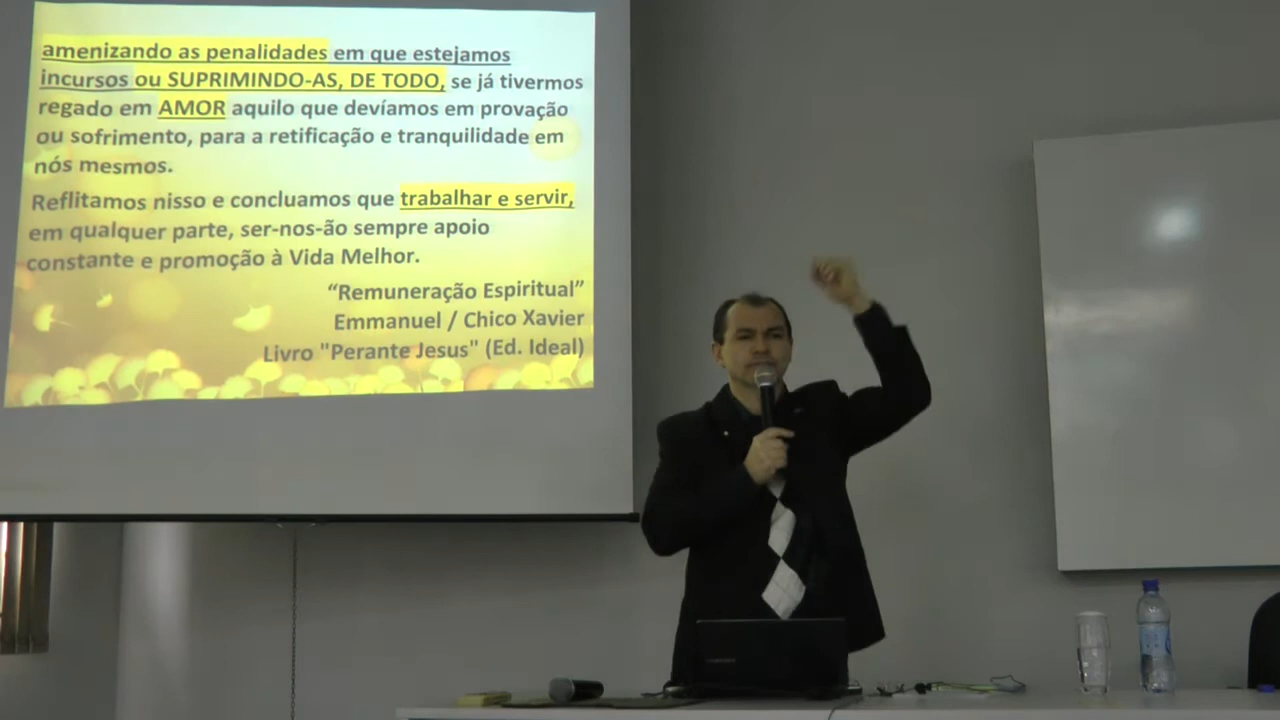 amenizando as penalidades em que estejamos
incursos ou SUPRIMINDO-AS, DE TODO, se já tivermos
regado em AMOR aquilo que devíamos em provação
ou sofrimento, para a retificação e tranquilidade em
nós mesmos.
Reflitamos nisso e concluamos que trabalhar e servir,
em qualquer parte, ser-nos-ão sempre apoio
constante e promoção à Vida Melhor.
“Remuneração Espiritual”
Emmanuel / Chico Xavier
Livro "Perante Jesus" (Ed. Ideal)